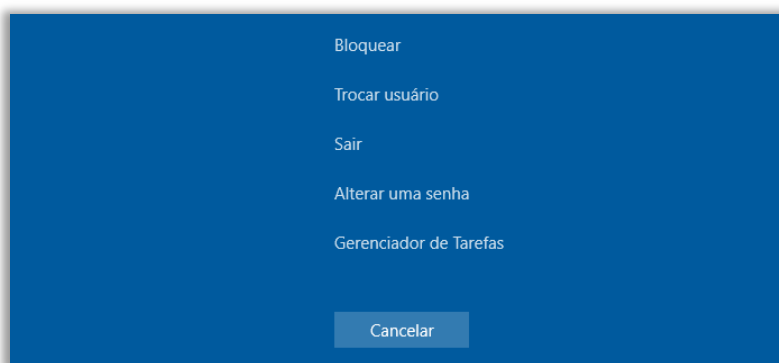 Bloquear
Trocar usuário
Sair
Alterar uma senha
Gerenciador de Tarefas
Cancelar